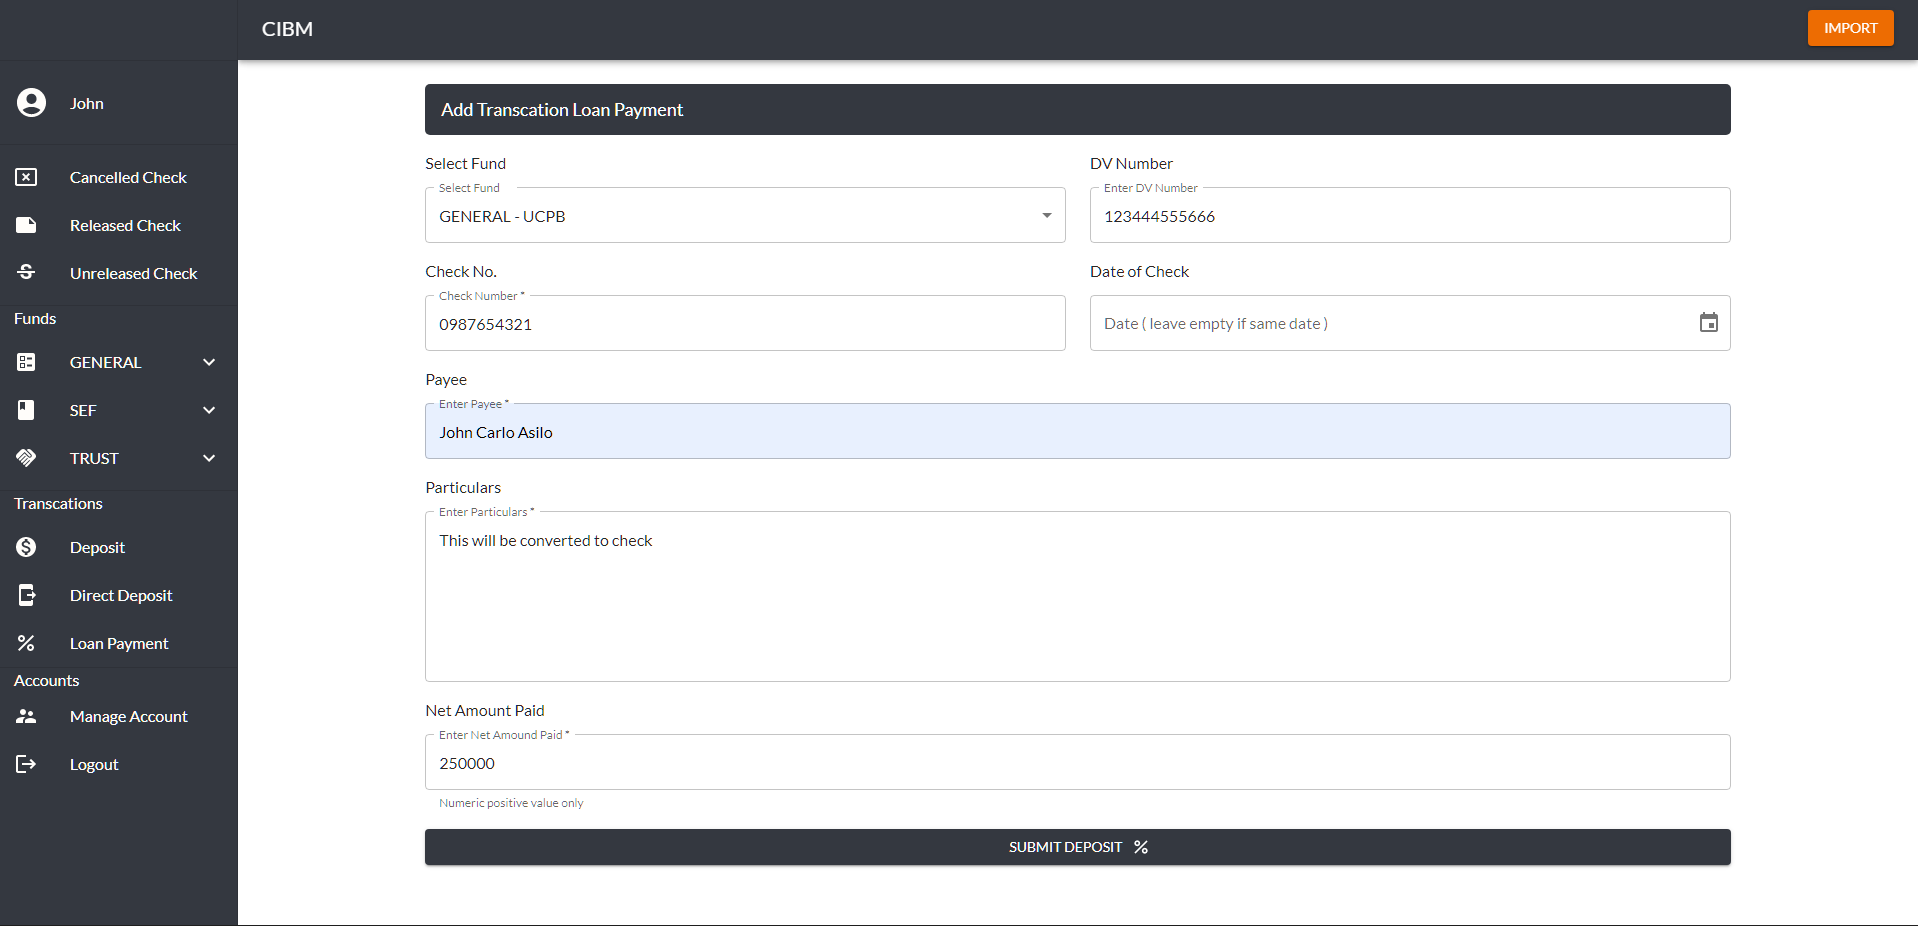 CIBM
IMPORT
John
Cancelled Check
Released Check
Unreleased Check
Funds
GENERAL
SEF
TRUST
Transcations
Deposit
Direct Deposit
Loan Payment
Accounts
Manage Account
Logout
Add Transcation Loan Payment
Select Fund
Select Fund
GENERAL - UCPB
DV Number
Enter DV Number
123444555666
Check No.
Check Number *
0987654321
Date of Check
Date ( leave empty if same date )
Payee
Enter Payee *
John Carlo Asilo
Particulars
Enter Particulars *
This will be converted to check
Net Amount Paid
Enter Net Amound Paid *
250000
Numeric positive value only
SUBMIT DEPOSIT